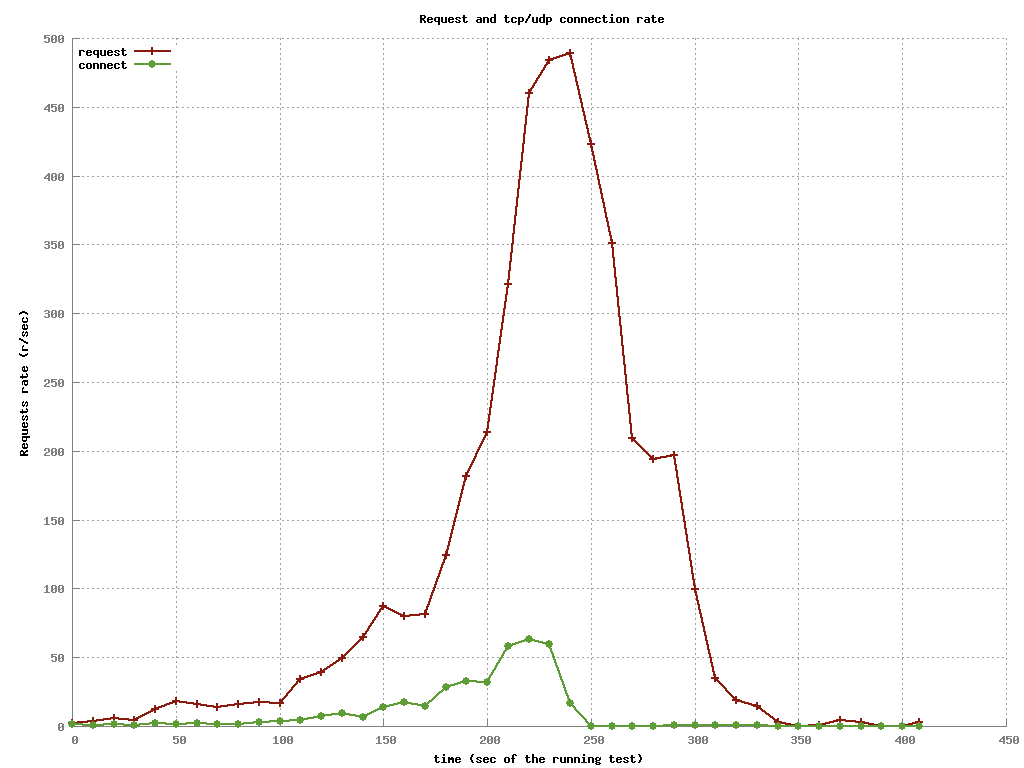 Request and tcp/udp connection rate
request
connect
500
450
400
350
300
250
200
150
100
50
0
Requests rate (r/sec)
0 50 100 150 200 250 300 350 400 450
time (sec of the running test)